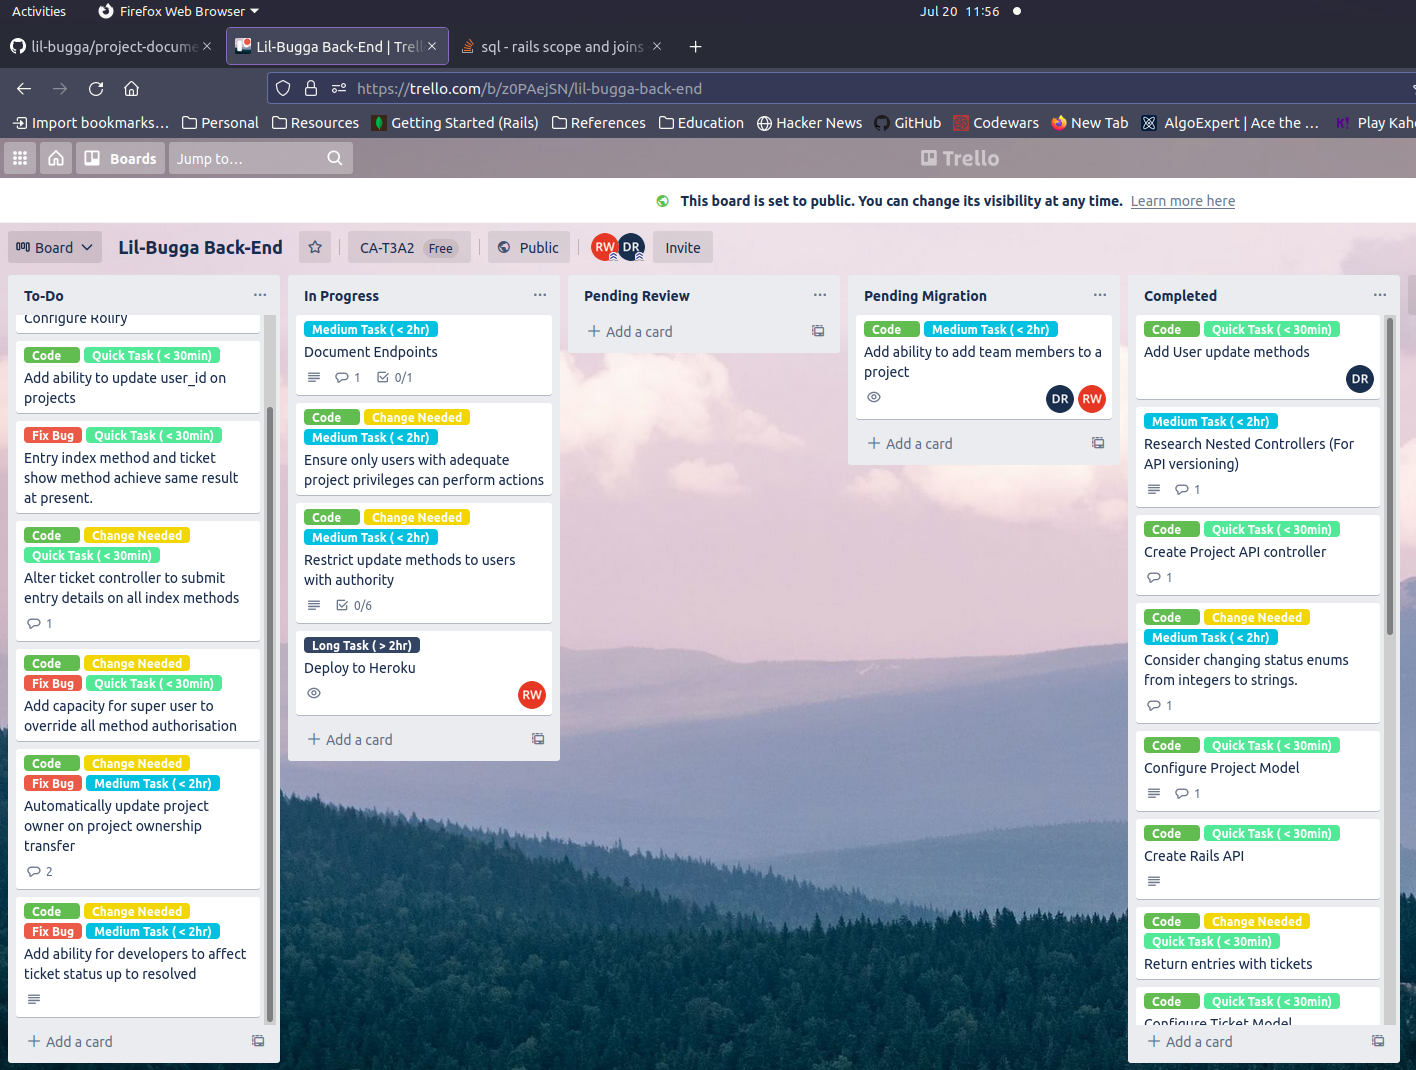 Activities
Firefox Web Browser
Jul 20 11:56
lil-bugga/project-docume
Lil-Bugga Back-End | Trell
sql - rails scope and joins
https://trello.com/b/z0PAejSN/lil-bugga-back-end
Import bookmarks...
Personal
Resources
Getting Started (Rails)
References
Education
Hacker News
GitHub
Codewars
New Tab
AlgoExpert | Ace the ...
Play Kaho
Boards
Jump to...
Trello
This board is set to public. You can change its visibility at any time. Learn more here
Board
Lil-Bugga Back-End
CA-T3A2 Free
Public
RW
DR
Invite
To-Do
Configure Rolify
Code Quick Task ( < 30min)
Add ability to update user_id on
projects
Fix Bug Quick Task ( < 30min)
Entry index method and ticket
show method achieve same result
at present.
Code Change Needed
Quick Task ( < 30min)
Alter ticket controller to submit
entry details on all index methods
1
Code Change Needed
Fix Bug Quick Task ( < 30min)
Add capacity for super user to
override all method authorisation
Code Change Needed
Fix Bug Medium Task ( < 2hr)
Automatically update project
owner on project ownership
transfer
2
Code Change Needed
Fix Bug Medium Task ( < 2hr)
Add ability for developers to affect
ticket status up to resolved
+ Add a card
In Progress
Medium Task ( < 2hr)
Document Endpoints
1 0/1
Code Change Needed
Medium Task ( < 2hr)
Ensure only users with adequate
project privileges can perform actions
Code Change Needed
Medium Task ( < 2hr)
Restrict update methods to users
with authority
0/6
Long Task ( > 2hr)
Deploy to Heroku
RW
+ Add a card
Pending Review
+ Add a card
Pending Migration
Code Medium Task ( < 2hr)
Add ability to add team members to a
project
DR RW
+ Add a card
Completed
Code Quick Task ( < 30min)
Add User update methods
DR
Medium Task ( < 2hr)
Research Nested Controllers (For
API versioning)
1
Code Quick Task ( < 30min)
Create Project API controller
1
Code Change Needed
Medium Task ( < 2hr)
Consider changing status enums
from integers to strings.
1
Code Quick Task ( < 30min)
Configure Project Model
1
Code Quick Task ( < 30min)
Create Rails API
Code Change Needed
Quick Task ( < 30min)
Return entries with tickets
Code Quick Task ( < 30min)
Configure Ticket Model
+ Add a card